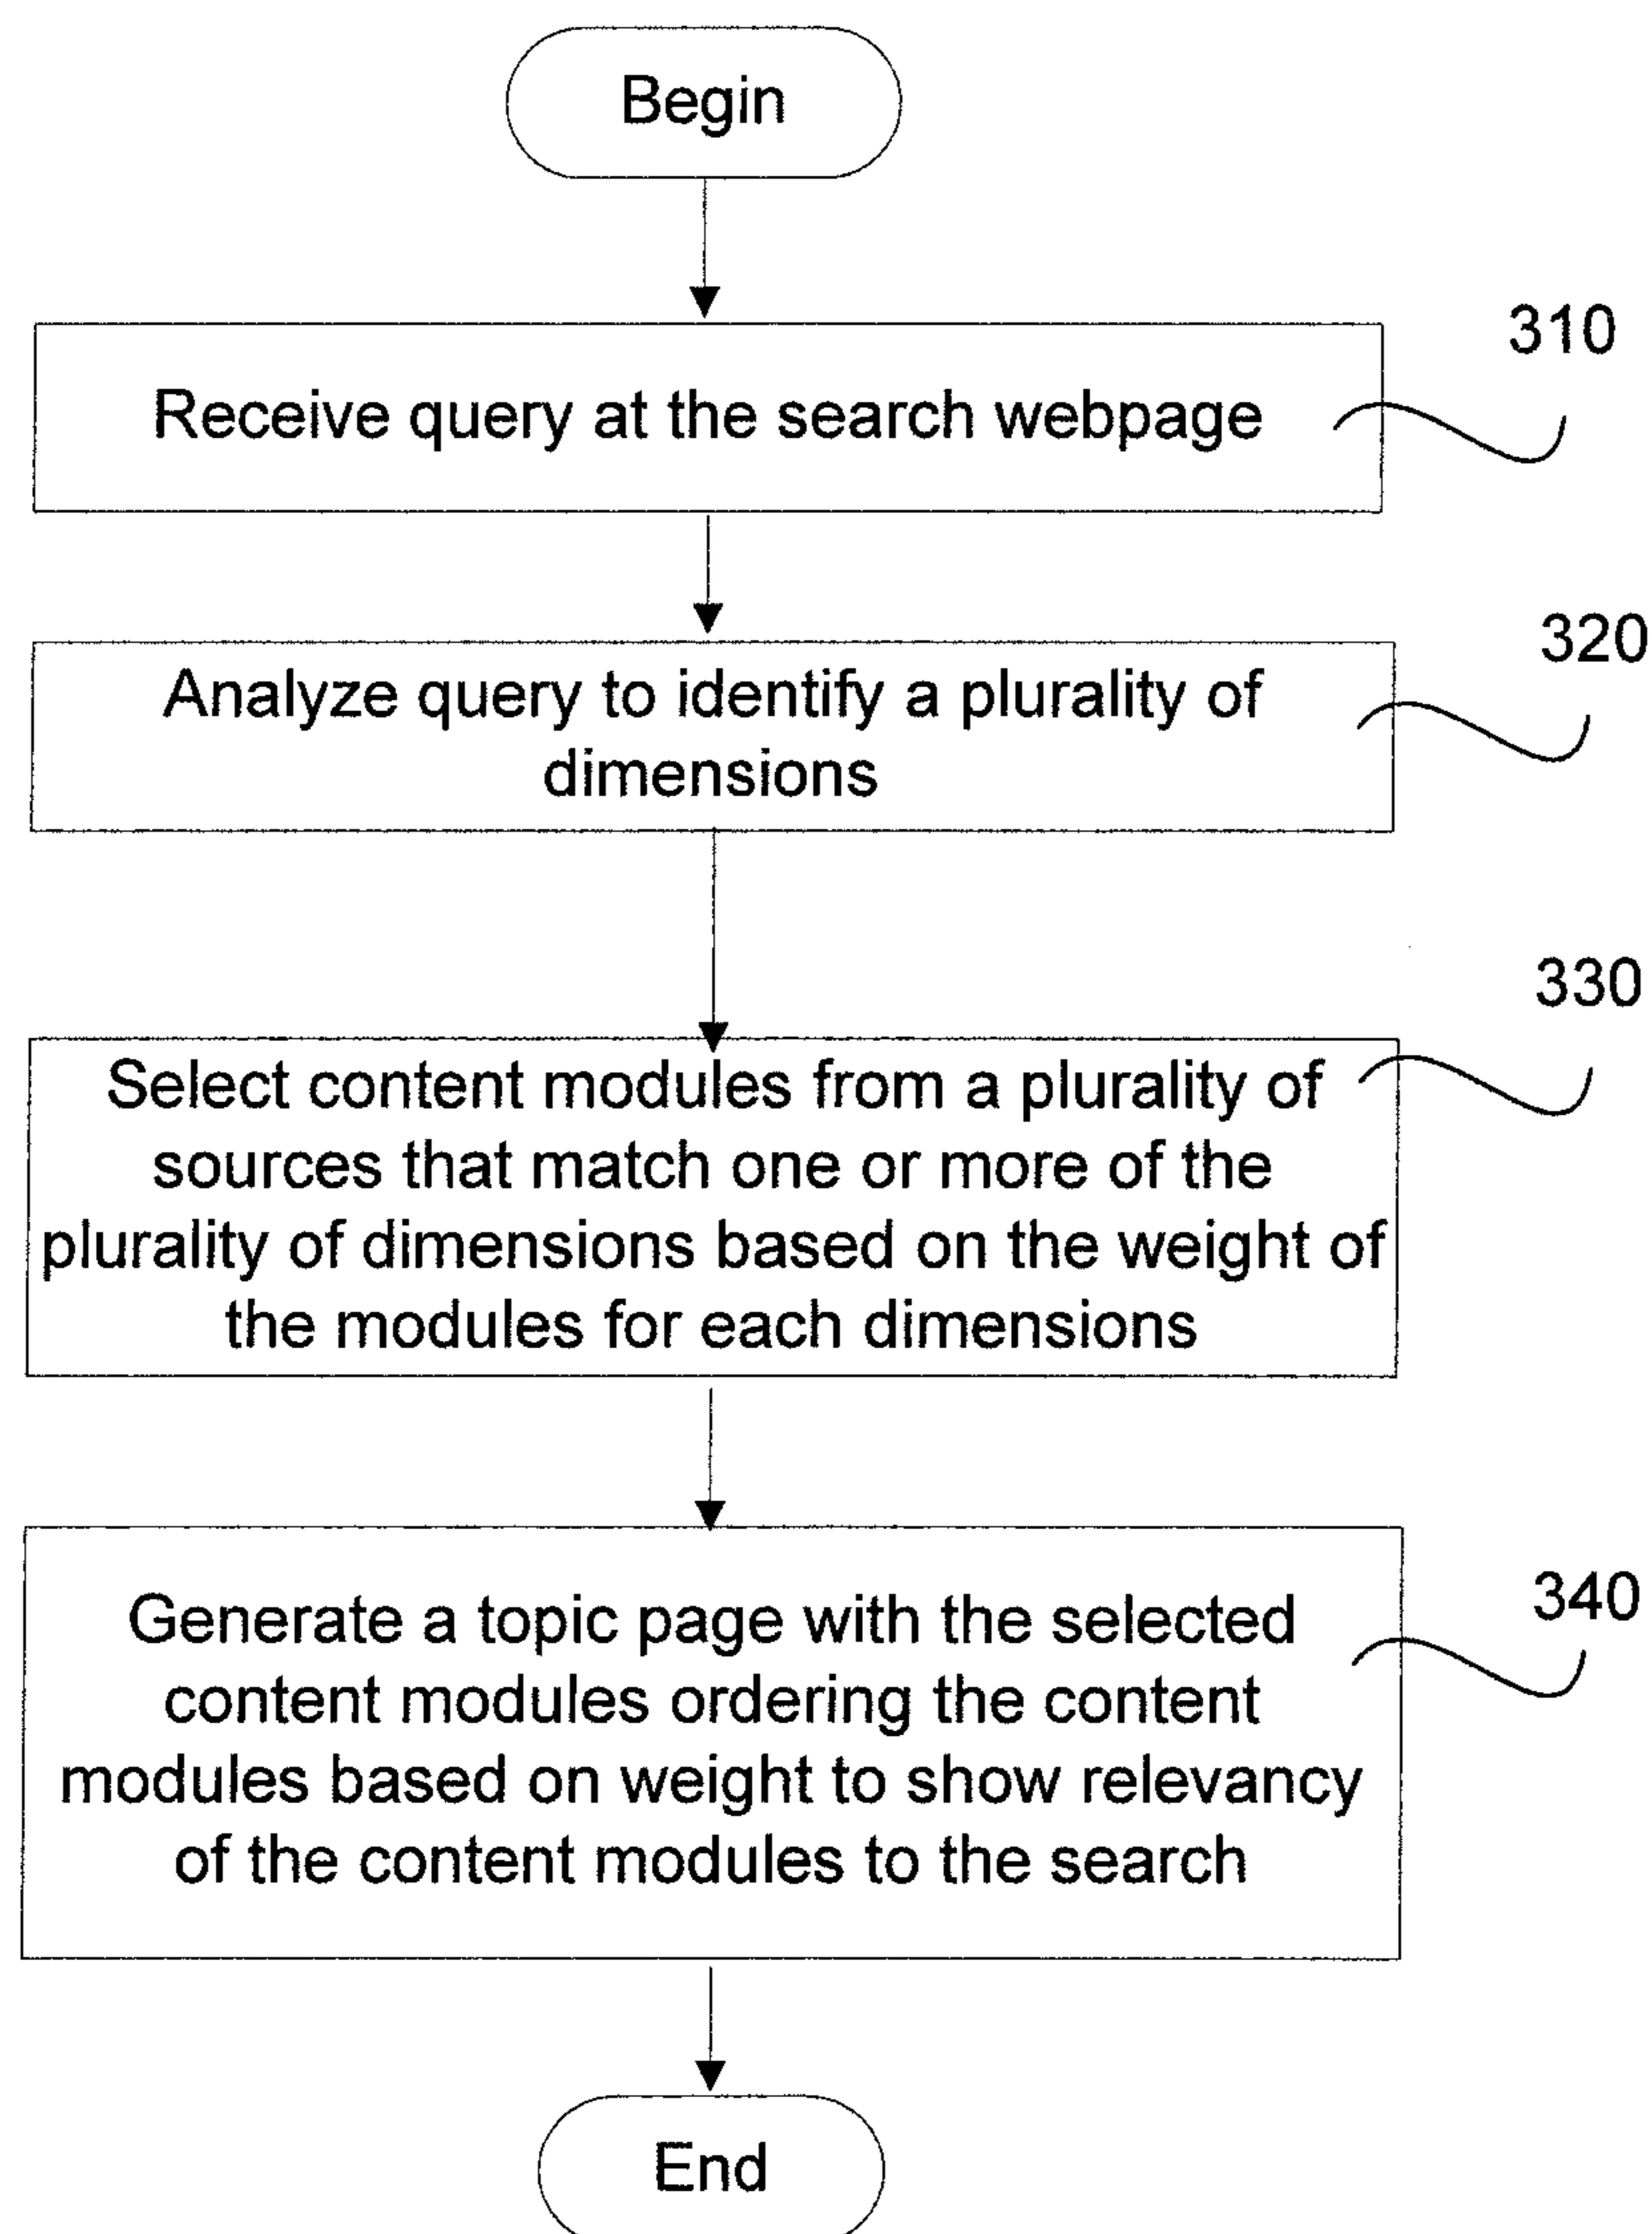 Begin
310
Receive query at the search webpage
320
Analyze query to identify a plurality of
dimensions
330
Select content modules from a plurality of
sources that match one or more of the
plurality of dimensions based on the weight of
the modules for each dimensions
340
Generate a topic page with the selected
content modules ordering the content
modules based on weight to show relevancy
of the content modules to the search
End